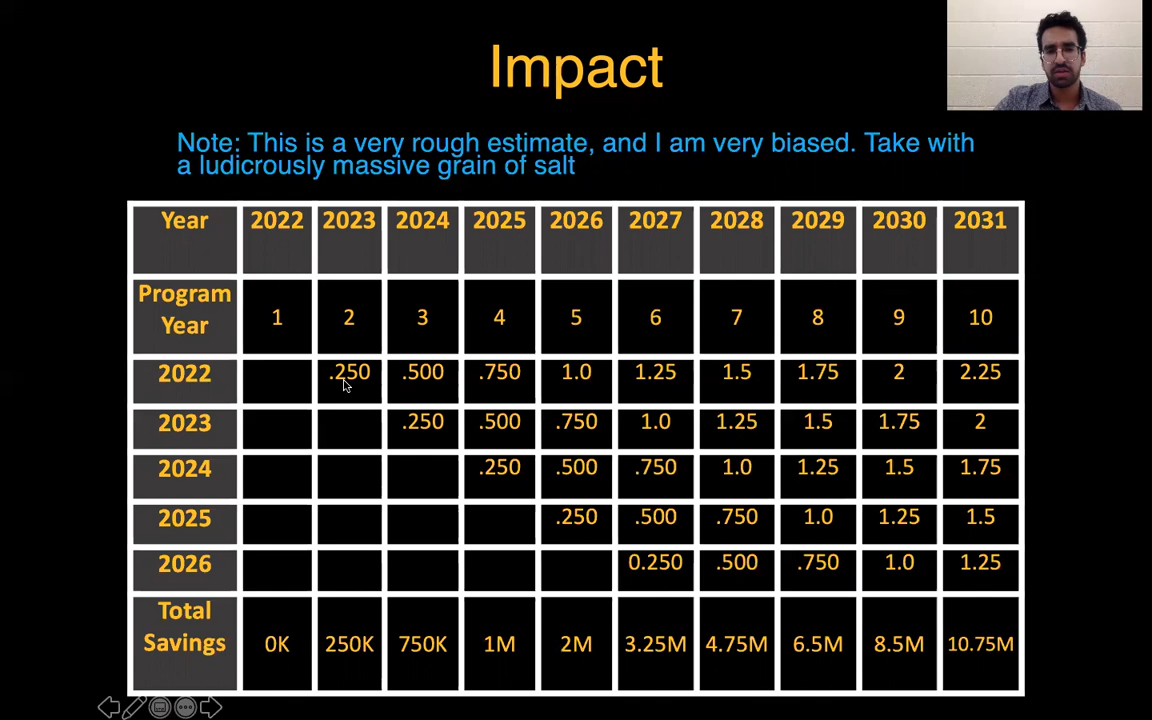 Impact
Note: This is a very rough estimate, and I am very biased. Take with
a ludicrously massive grain of salt
Year 2022 2023 2024 2025 2026 2027 2028 2029 2030 2031
Program
Year 1 2 3 4 5 6 7 8 9 10
2022 .250 .500 .750 1.0 1.25 1.5 1.75 2 2.25
2023 .250 .500 .750 1.0 1.25 1.5 1.75 2
2024 .250 .500 .750 1.0 1.25 1.5 1.75
2025 .250 .500 .750 1.0 1.25 1.5
2026 0.250 .500 .750 1.0 1.25
Total
Savings 0K 250K 750K 1M 2M 3.25M 4.75M 6.5M 8.5M 10.75M